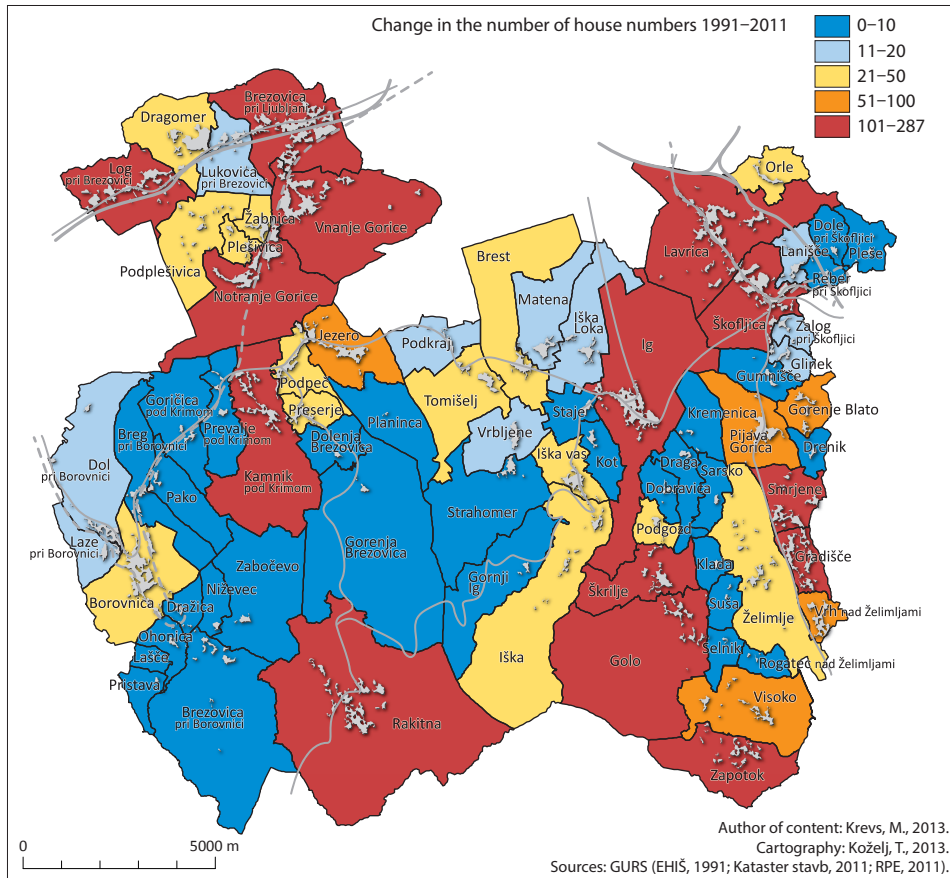 Change in the number of house numbers 1991–2011
0–10
11–20
21–50
51–100
101–287
Brezovica
pri Ljubljani
Dragomer
Log
pri Brezovici
Lukovica
pri Brezovici
Orle
Žabnica
Vnanje Gorice
Plešivica
Podplešivica
Notranje Gorice
Dole
pri Škofljici
Lavrica
Lanišče
Pleše
Reber
pri Škofljici
Brest
Matena
Iška
Loka
Ig
Škofljica
Zalog
pri Škofljici
Glinek
Gumnišče
Jezero
Podkraj
Podpeč
Preserje
Tomišelj
Goričica
pod Krimom
Prevalje
pod Krimom
Breg
pri Borovnici
Dolenja
Brezovica
Planinca
Vrbljene
Staje
Kremenica
Gorenje Blato
Pijava
Gorica
Drenik
Dol
pri Borovnici
Kamnik
pod Krimom
Iška vas
Kot
Draga
Sarsko
Dobravica
Smrjene
Pako
Strahomer
Podgozd
Laze
pri Borovnici
Gorenja
Brezovica
Zabočevo
Gornji
Ig
Škrilje
Klada
Gradišče
Niževec
Borovnica
Dražica
Suša
Želimlje
Vrh nad Želimljami
Ohonica
Lašče
Iška
Golo
Selnik
Rogatec nad Želimljami
Pristava
Brezovica
pri Borovnici
Rakitna
Visoko
Zapotok
0
5000 m
Author of content: Krevs, M., 2013.
Cartography: Koželj, T., 2013.
Sources: GURS (EHIŠ, 1991; Kataster stavb, 2011; RPE, 2011).